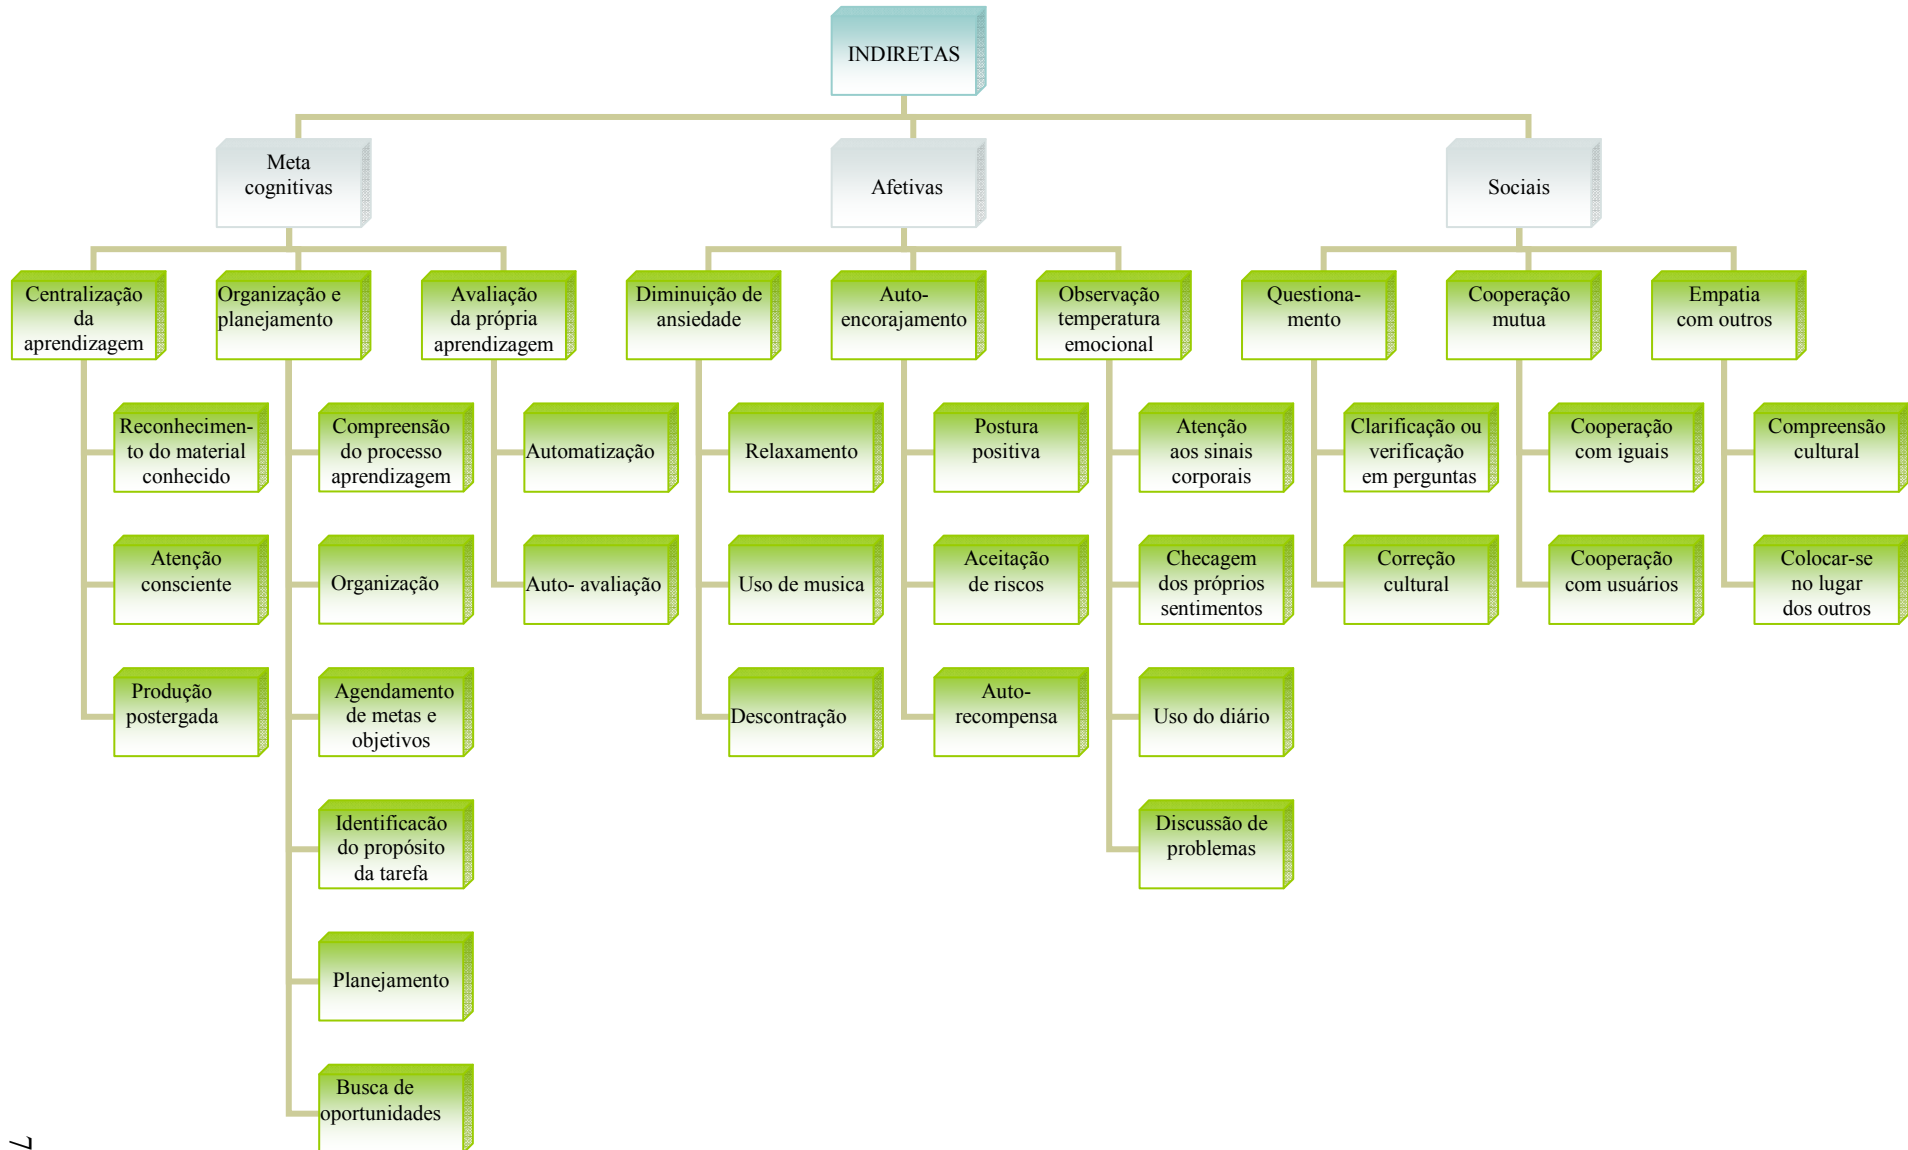 INDIRETAS
Meta
cognitivas
Afetivas
Sociais
Centralização
da
aprendizagem
Organização e
planejamento
Avaliação
da própria
aprendizagem
Diminuição de
ansiedade
Auto-
encorajamento
Observação
temperatura
emocional
Questiona-
mento
Cooperação
mutua
Empatia
com outros
Reconhecimen-
to do material
conhecido
Compreensão
do processo
aprendizagem
Automatização
Relaxamento
Postura
positiva
Atenção
aos sinais
corporais
Clarificação ou
verificação
em perguntas
Cooperação
com iguais
Compreensão
cultural
Atenção
consciente
Organização
Auto- avaliação
Uso de musica
Aceitação
de riscos
Checagem
dos próprios
sentimentos
Correção
cultural
Cooperação
com usuários
Colocar-se
no lugar
dos outros
Produção
postergada
Agendamento
de metas e
objetivos
Descontração
Auto-
recompensa
Uso do diário
Identificacão
do propósito
da tarefa
Discussão de
problemas
Planejamento
Busca de
oportunidades
7